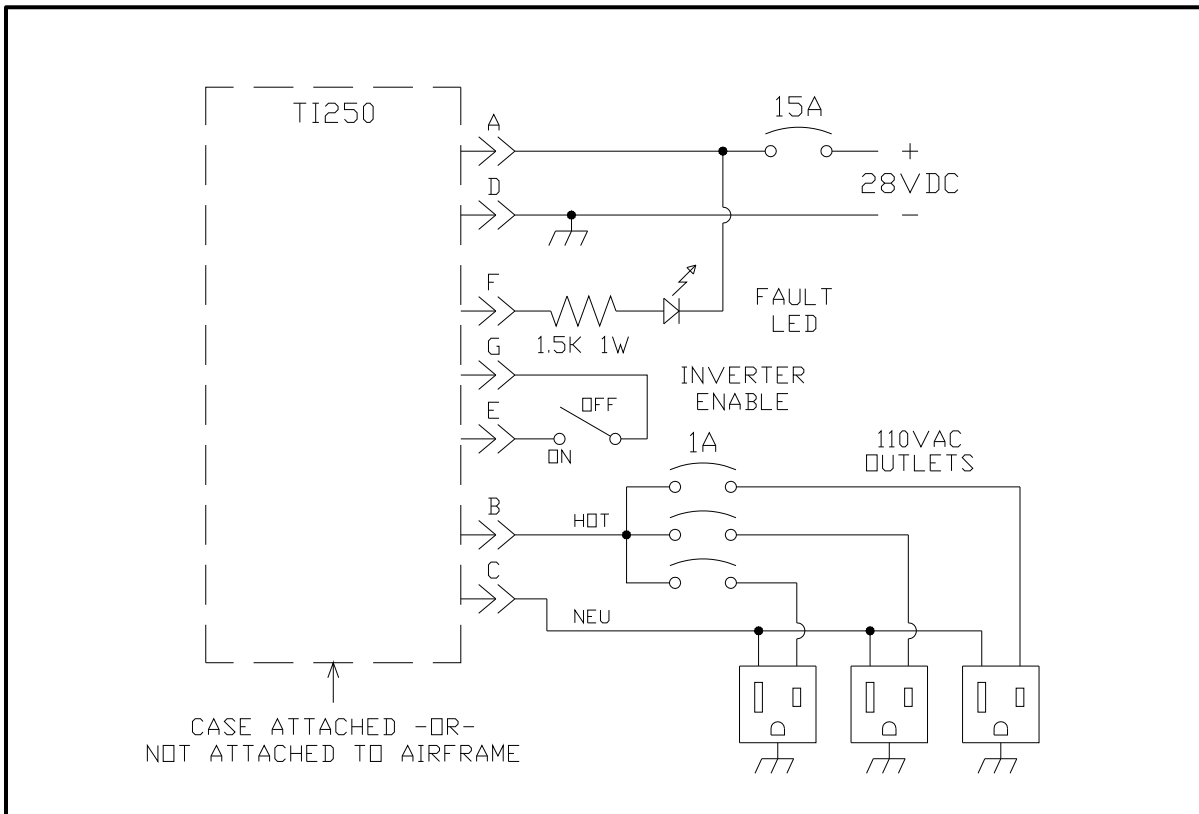 TI250
A
15A
+
28VDC
D
-
F
FAULT
LED
1.5K 1W
G
INVERTER
ENABLE
OFF
E
ON
1A
110VAC
OUTLETS
B
HOT
C
NEU
CASE ATTACHED -OR-
NOT ATTACHED TO AIRFRAME